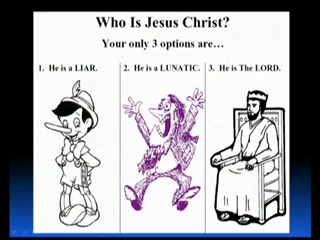 Who Is Jesus Christ?
Your only 3 options are…
1. He is a LIAR.
2. He is a LUNATIC.
3. He is The LORD.